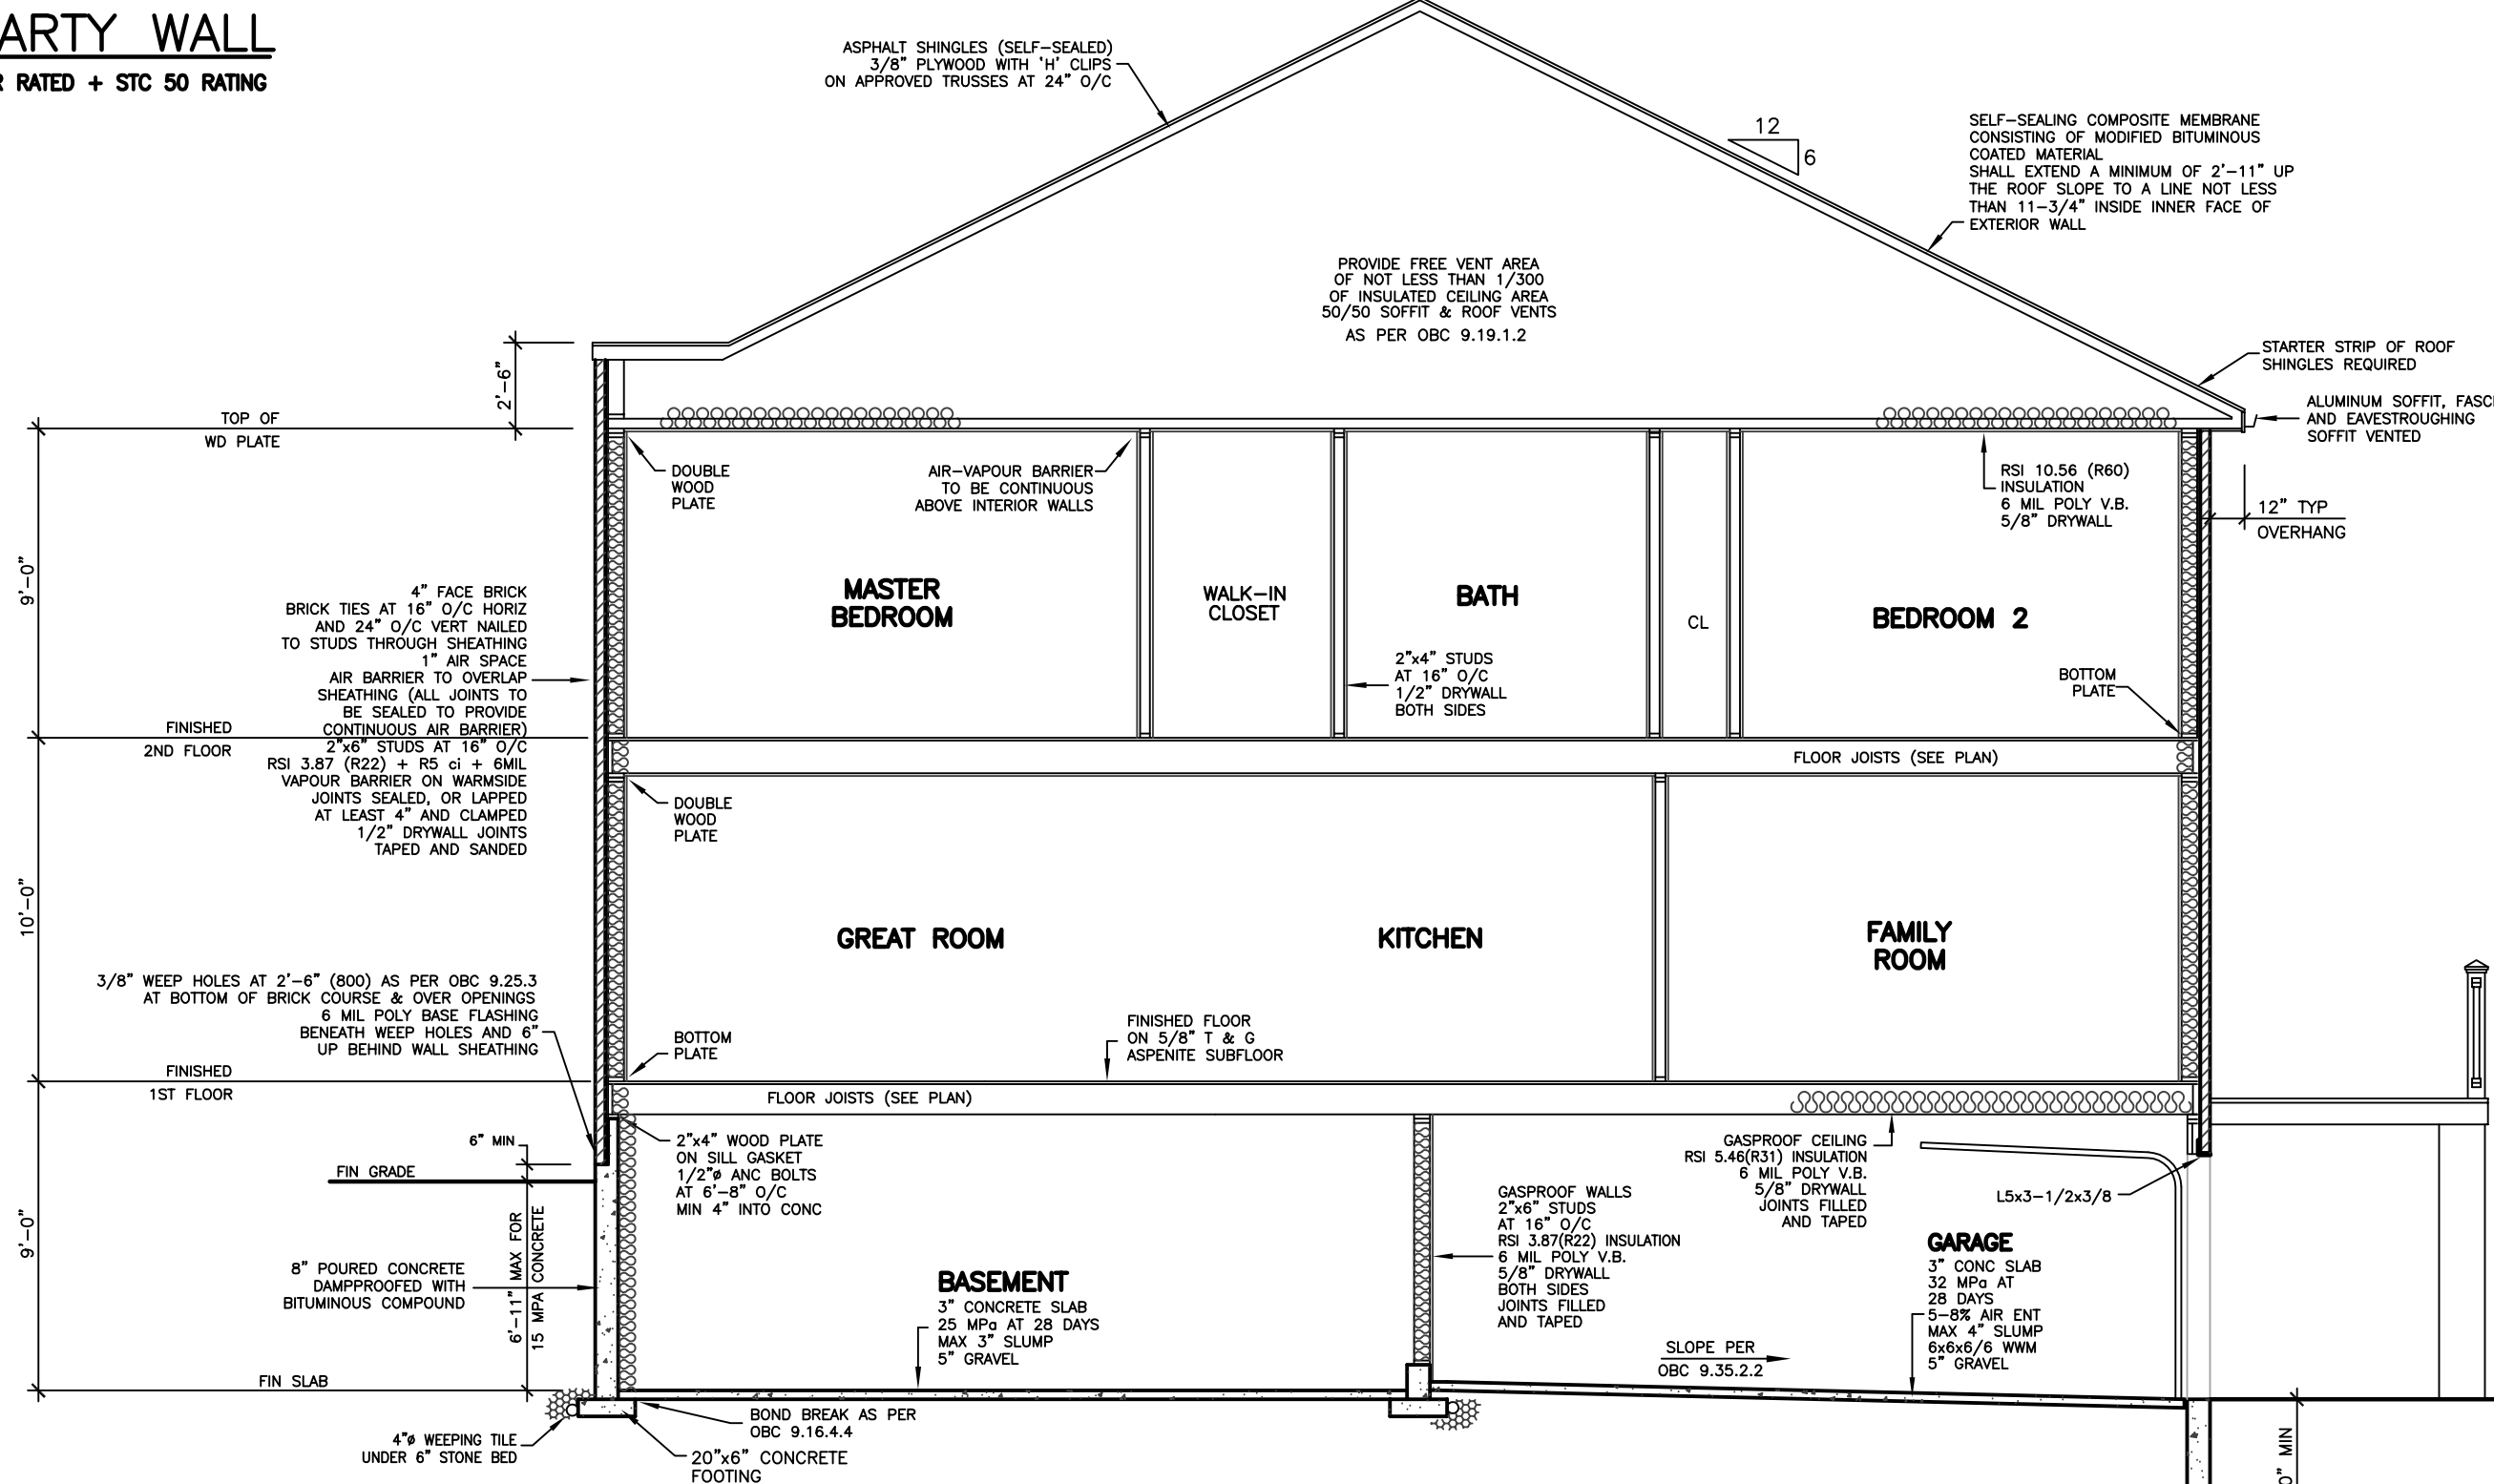 ARTY WALL
RATED + STC 50 RATING
ASPHALT SHINGLES (SELF-SEALED)
3/8" PLYWOOD WITH 'H' CLIPS
ON APPROVED TRUSSES AT 24" O/C
12
6
SELF-SEALING COMPOSITE MEMBRANE
CONSISTING OF MODIFIED BITUMINOUS
COATED MATERIAL
SHALL EXTEND A MINIMUM OF 2'-11" UP
THE ROOF SLOPE TO A LINE NOT LESS
THAN 11-3/4" INSIDE INNER FACE OF
EXTERIOR WALL
PROVIDE FREE VENT AREA
OF NOT LESS THAN 1/300
OF INSULATED CEILING AREA
50/50 SOFFIT & ROOF VENTS
AS PER OBC 9.19.1.2
STARTER STRIP OF ROOF
SHINGLES REQUIRED
ALUMINUM SOFFIT, FASC
AND EAVESTROUGHING
SOFFIT VENTED
2'-6"
TOP OF
WD PLATE
DOUBLE
WOOD
PLATE
AIR-VAPOUR BARRIER
TO BE CONTINUOUS
ABOVE INTERIOR WALLS
RSI 10.56 (R60)
INSULATION
6 MIL POLY V.B.
5/8" DRYWALL
12" TYP
OVERHANG
9'-0"
MASTER
BEDROOM
WALK-IN
CLOSET
BATH
CL
BEDROOM 2
2"x4" STUDS
AT 16" O/C
1/2" DRYWALL
BOTH SIDES
BOTTOM
PLATE
4" FACE BRICK
BRICK TIES AT 16" O/C HORIZ
AND 24" O/C VERT NAILED
TO STUDS THROUGH SHEATHING
1" AIR SPACE
AIR BARRIER TO OVERLAP
SHEATHING (ALL JOINTS TO
BE SEALED TO PROVIDE
CONTINUOUS AIR BARRIER)
2"x6" STUDS AT 16" O/C
RSI 3.87 (R22) + R5 ci + 6MIL
VAPOUR BARRIER ON WARMSIDE
JOINTS SEALED, OR LAPPED
AT LEAST 4" AND CLAMPED
1/2" DRYWALL JOINTS
TAPED AND SANDED
FINISHED
2ND FLOOR
FLOOR JOISTS (SEE PLAN)
DOUBLE
WOOD
PLATE
10'-0"
GREAT ROOM
KITCHEN
FAMILY
ROOM
3/8" WEEP HOLES AT 2'-6" (800) AS PER OBC 9.25.3
AT BOTTOM OF BRICK COURSE & OVER OPENINGS
6 MIL POLY BASE FLASHING
BENEATH WEEP HOLES AND 6"
UP BEHIND WALL SHEATHING
BOTTOM
PLATE
FINISHED FLOOR
ON 5/8" T & G
ASPENITE SUBFLOOR
FINISHED
1ST FLOOR
FLOOR JOISTS (SEE PLAN)
6" MIN
FIN GRADE
2"x4" WOOD PLATE
ON SILL GASKET
1/2"ø ANC BOLTS
AT 6'-8" O/C
MIN 4" INTO CONC
GASPROOF CEILING
RSI 5.46(R31) INSULATION
6 MIL POLY V.B.
5/8" DRYWALL
JOINTS FILLED
AND TAPED
L5x3-1/2x3/8
GASPROOF WALLS
2"x6" STUDS
AT 16" O/C
RSI 3.87(R22) INSULATION
6 MIL POLY V.B.
5/8" DRYWALL
BOTH SIDES
JOINTS FILLED
AND TAPED
9'-0"
6'-11" MAX FOR
15 MPA CONCRETE
8" POURED CONCRETE
DAMPPROOFED WITH
BITUMINOUS COMPOUND
BASEMENT
3" CONCRETE SLAB
25 MPa AT 28 DAYS
MAX 3" SLUMP
5" GRAVEL
GARAGE
3" CONC SLAB
32 MPa AT
28 DAYS
5-8% AIR ENT
MAX 4" SLUMP
6x6x6/6 WWM
5" GRAVEL
SLOPE PER
OBC 9.35.2.2
FIN SLAB
BOND BREAK AS PER
OBC 9.16.4.4
4"ø WEEPING TILE
UNDER 6" STONE BED
20"x6" CONCRETE
FOOTING
0" MIN